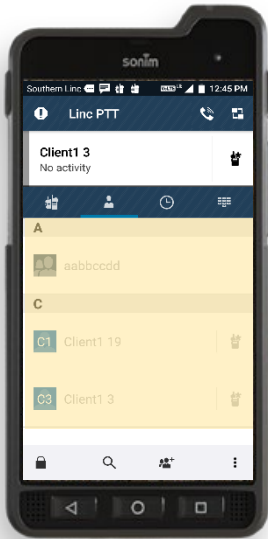 sonim
Southern Linc
12:45 PM
Linc PTT
Client1 3
No activity
A
aabbccdd
C
C1 Client1 19
C3 Client1 3